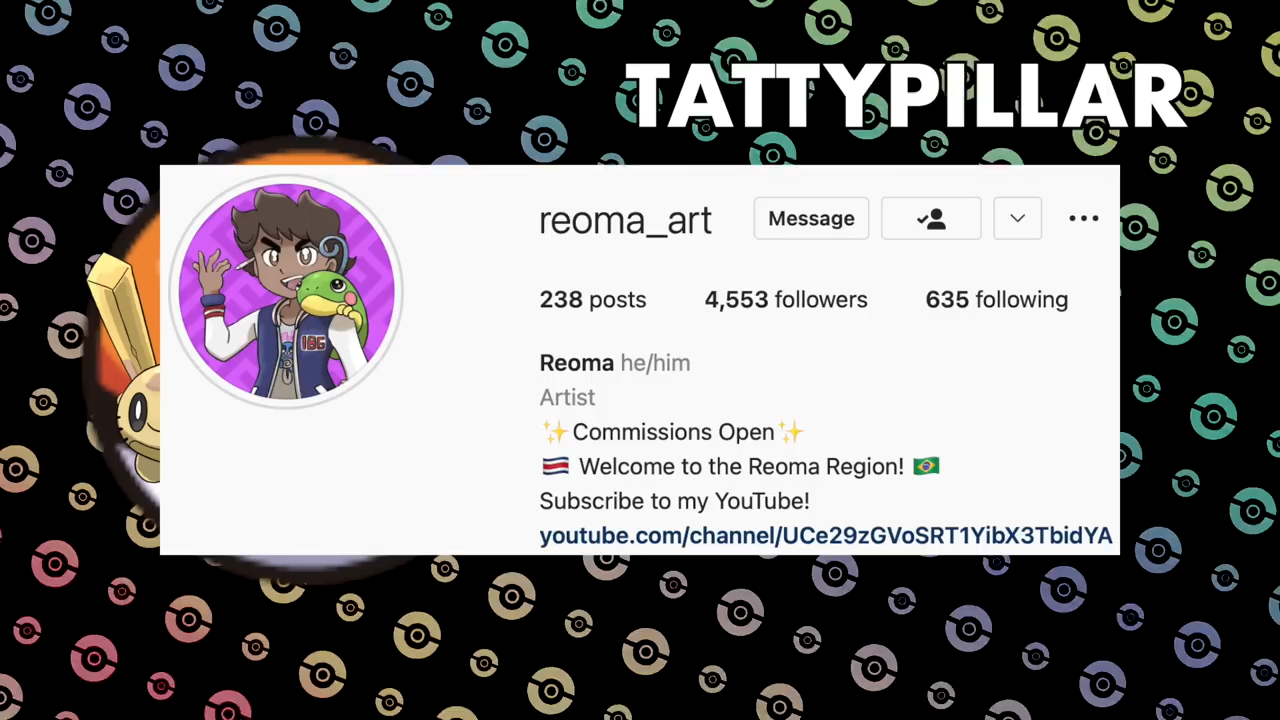 TATTYPILLAR
reoma_art Message
238 posts 4,553 followers 635 following
Reoma he/him
Artist
✨Commissions Open✨
🇨🇷 Welcome to the Reoma Region! 🇧🇷
Subscribe to my YouTube!
youtube.com/channel/UCe29zGVoSRT1YibX3TbidYA